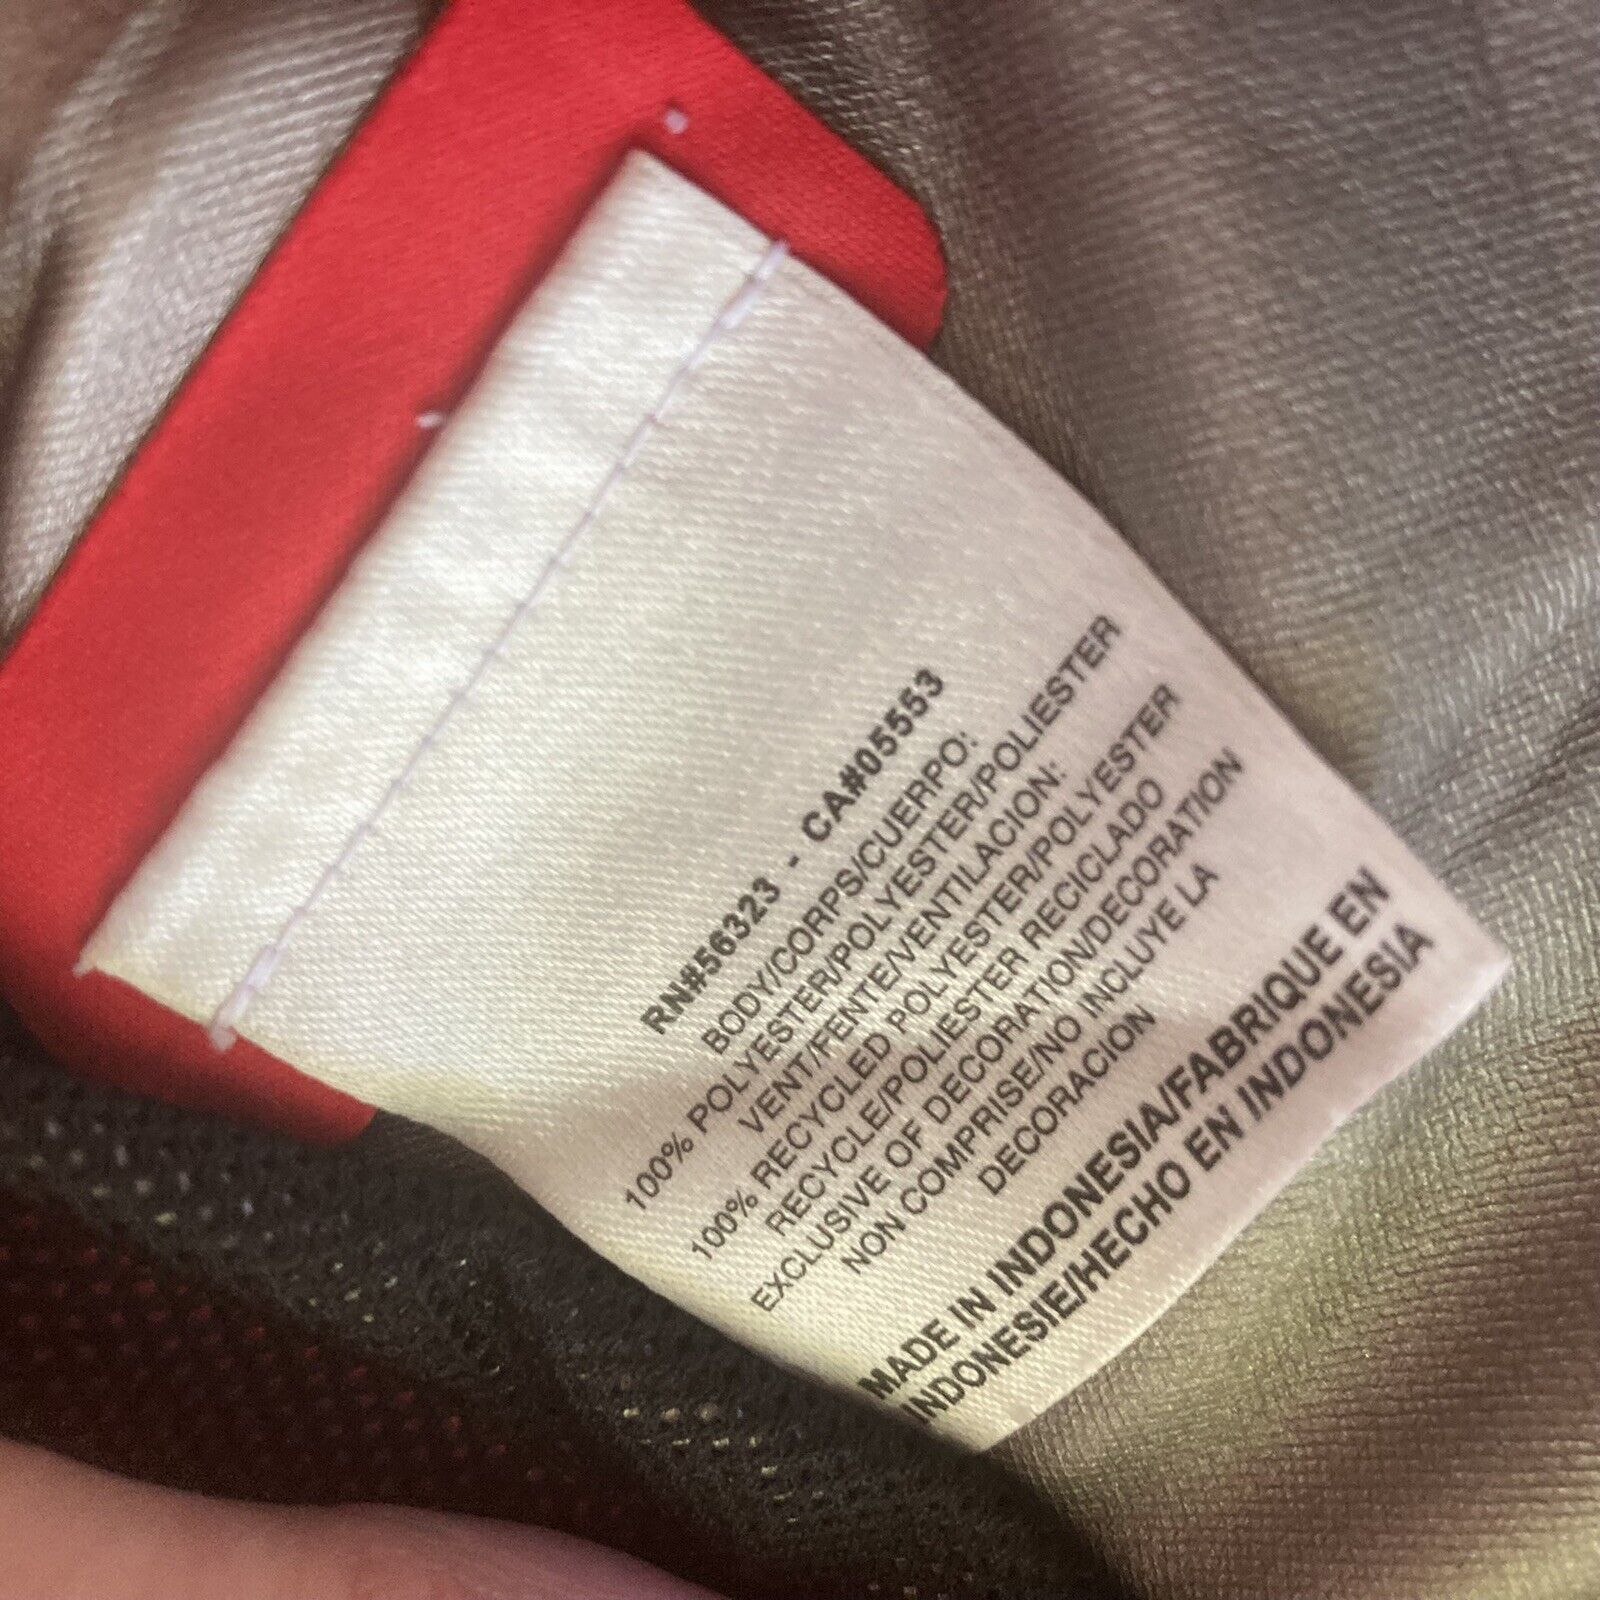 RN#56323 - CA#05553
BODY/CORPS/CUERPO:
100% POLYESTER/POLYESTER/POLIESTER
VENT/FENTE/VENTILACION:
100% RECYCLED POLYESTER/POLYESTER
RECYCLE/POLIESTER RECICLADO
EXCLUSIVE OF DECORATION/DECORATION
NON COMPRISE/NO INCLUYE LA
DECORACION
MADE IN INDONESIA/FABRIQUE EN
INDONESIE/HECHO EN INDONESIA